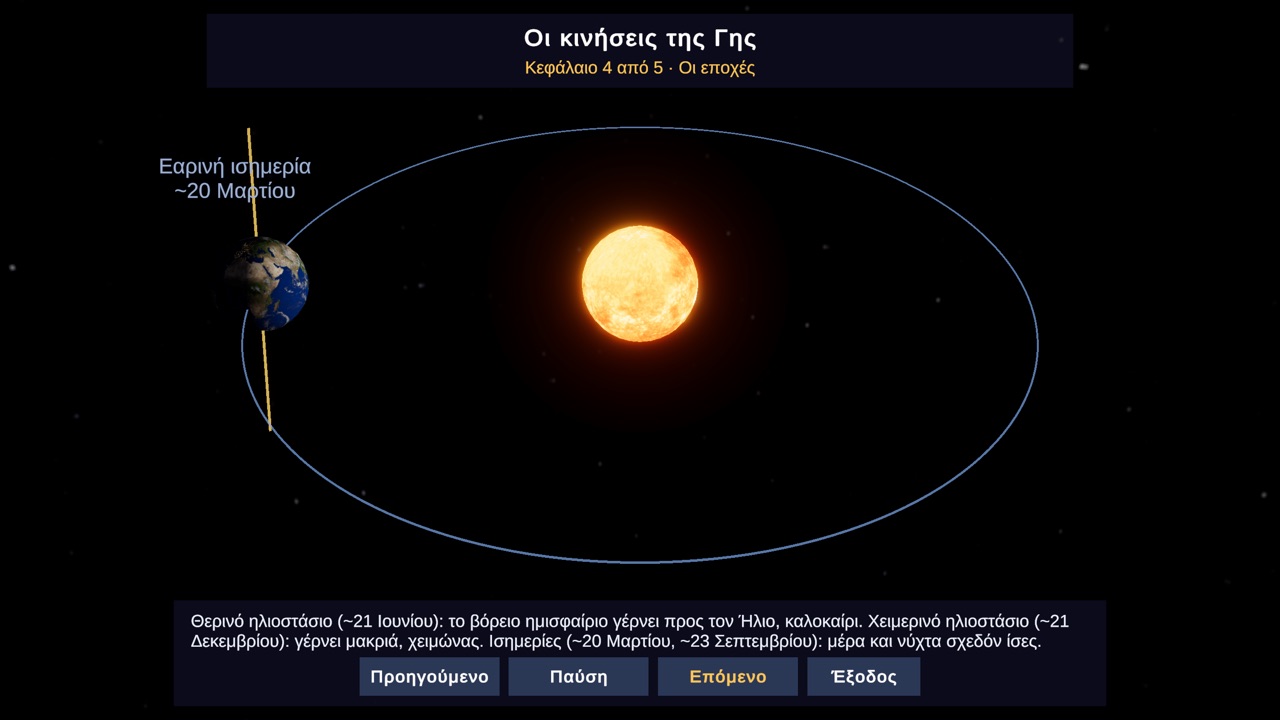 Οι κινήσεις της Γης
Κεφάλαιο 4 από 5 · Οι εποχές
Εαρινή ισημερία
~20 Μαρτίου
Θερινό ηλιοστάσιο (~21 Ιουνίου): το βόρειο ημισφαίριο γέρνει προς τον Ήλιο, καλοκαίρι. Χειμερινό ηλιοστάσιο (~21
Δεκεμβρίου): γέρνει μακριά, χειμώνας. Ισημερίες (~20 Μαρτίου, ~23 Σεπτεμβρίου): μέρα και νύχτα σχεδόν ίσες.
Προηγούμενο
Παύση
Επόμενο
Έξοδος